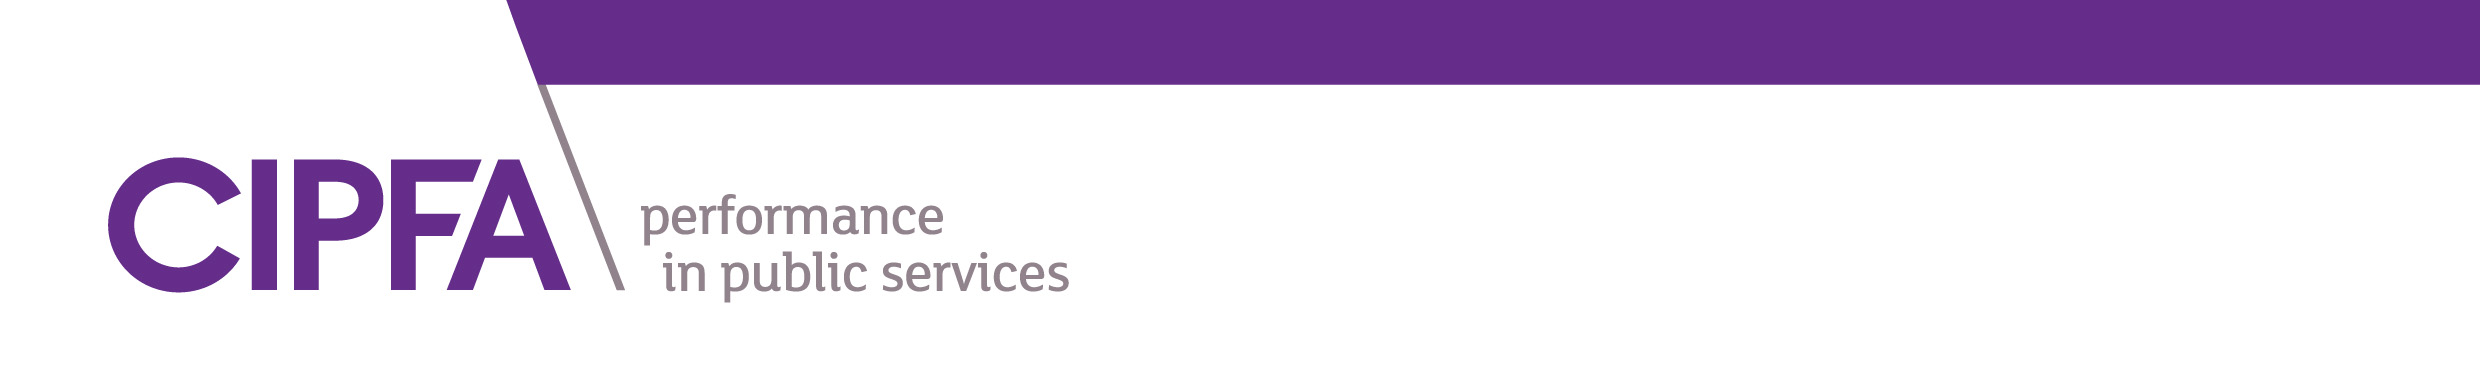 CIPFA
performance
in public services